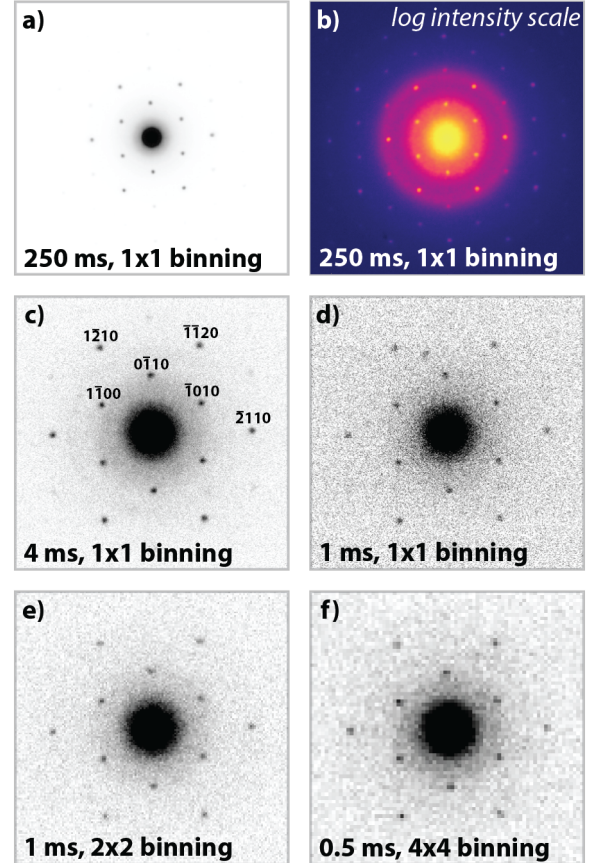 a)
250 ms, 1x1 binning
b)
log intensity scale
250 ms, 1x1 binning
c)
12̅10
1̅1̅20
01̅10
11̅00
1̅010
2̅110
4 ms, 1x1 binning
d)
1 ms, 1x1 binning
e)
1 ms, 2x2 binning
f)
0.5 ms, 4x4 binning